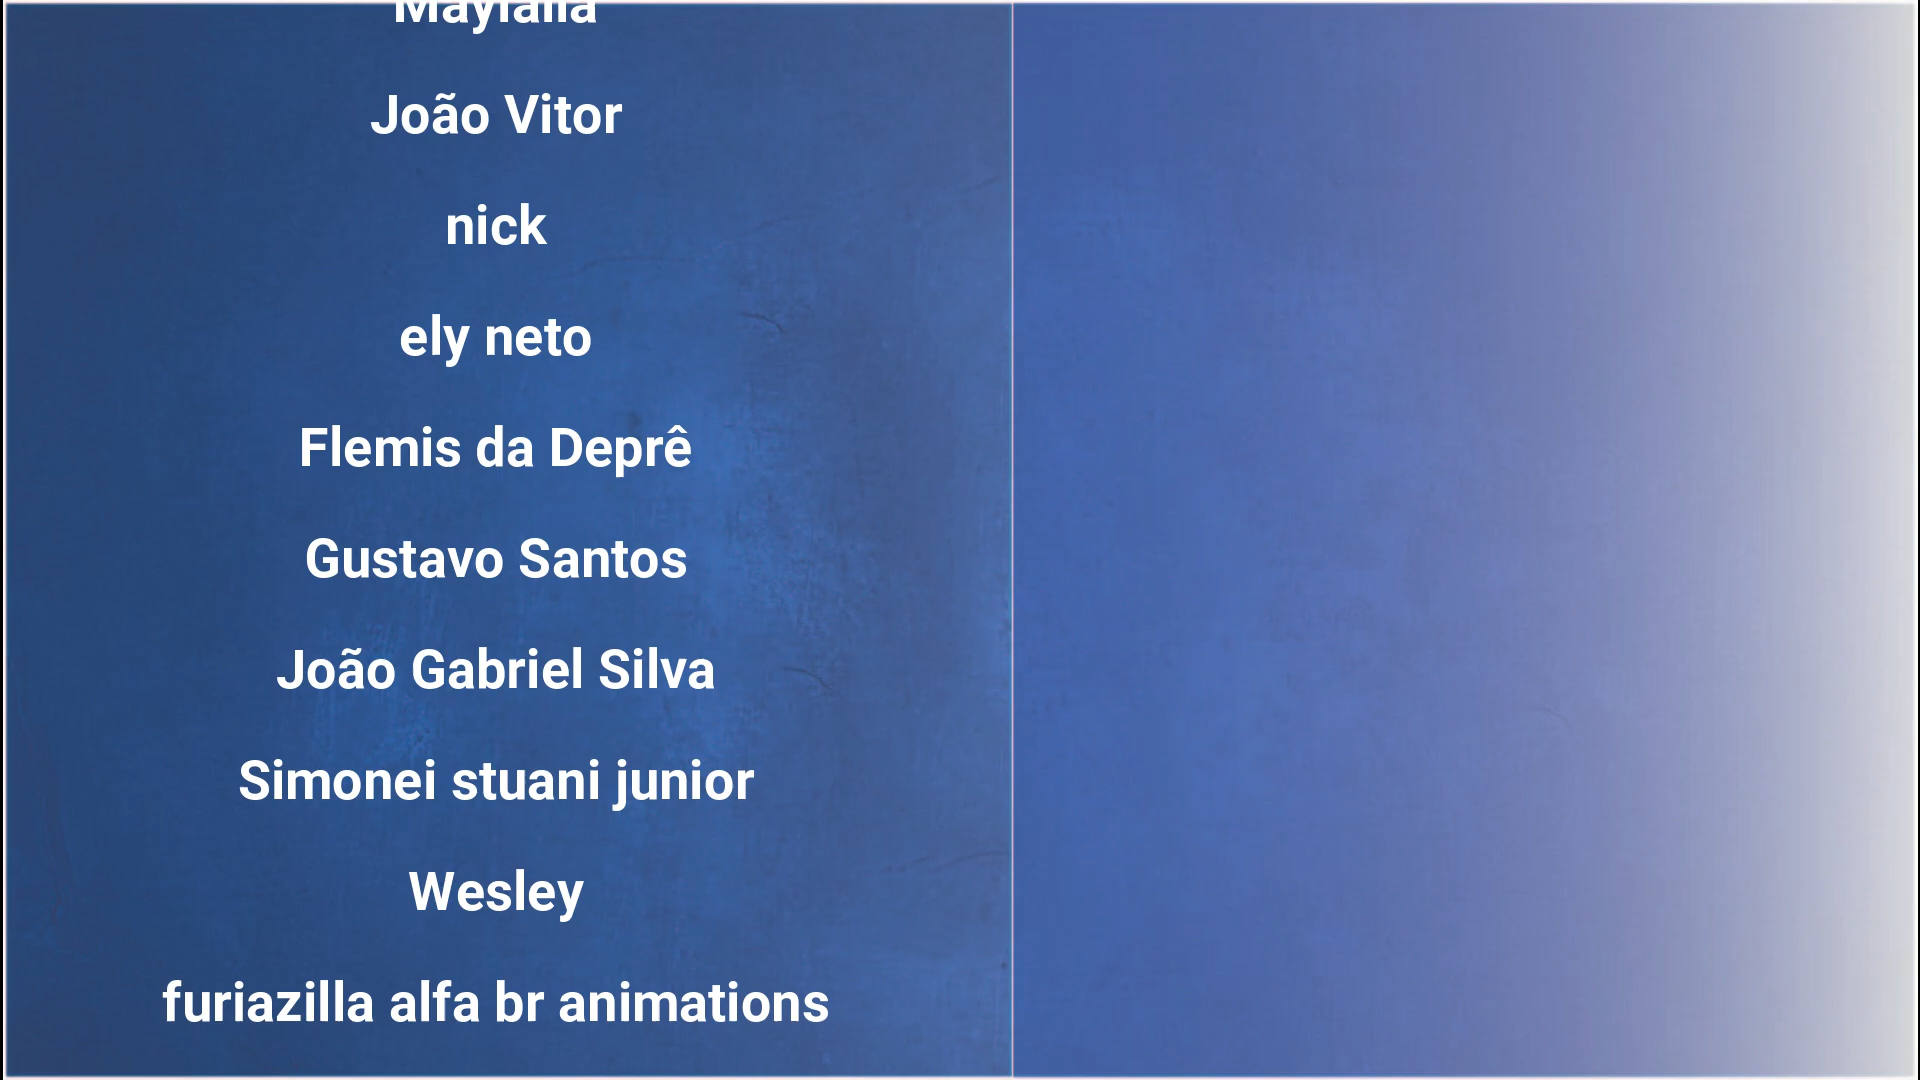 João Vitor
nick
ely neto
Flemis da Deprê
Gustavo Santos
João Gabriel Silva
Simonei stuani junior
Wesley
furiazilla alfa br animations